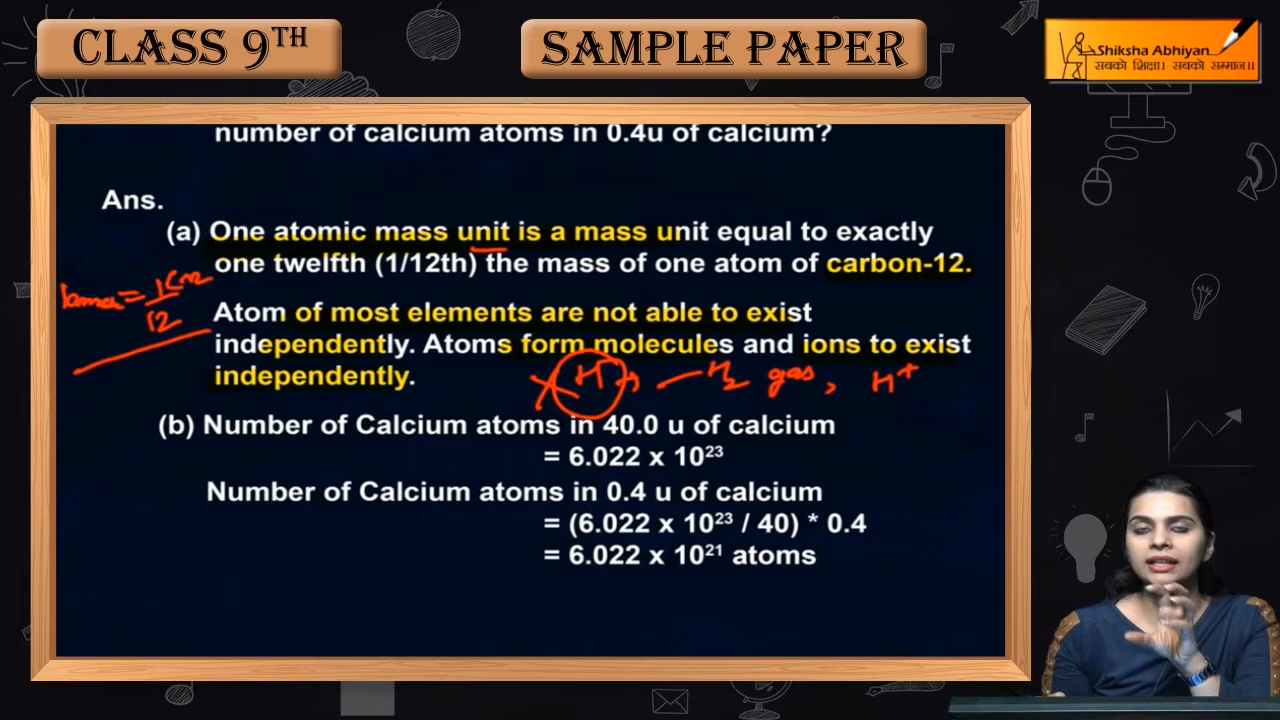 CLASS 9TH
SAMPLE PAPER
Shiksha Abhiyan
सबको शिक्षा। सबको सम्मान॥
number of calcium atoms in 0.4u of calcium?
Ans.
(a) One atomic mass unit is a mass unit equal to exactly
one twelfth (1/12th) the mass of one atom of carbon-12.
12
Atom of most elements are not able to exist
independently. Atoms form molecules and ions to exist
independently.
H H₂ gas, H⁺
(b) Number of Calcium atoms in 40.0 u of calcium
= 6.022 x 10²³
Number of Calcium atoms in 0.4 u of calcium
= (6.022 x 10²³ / 40) * 0.4
= 6.022 x 10²¹ atoms